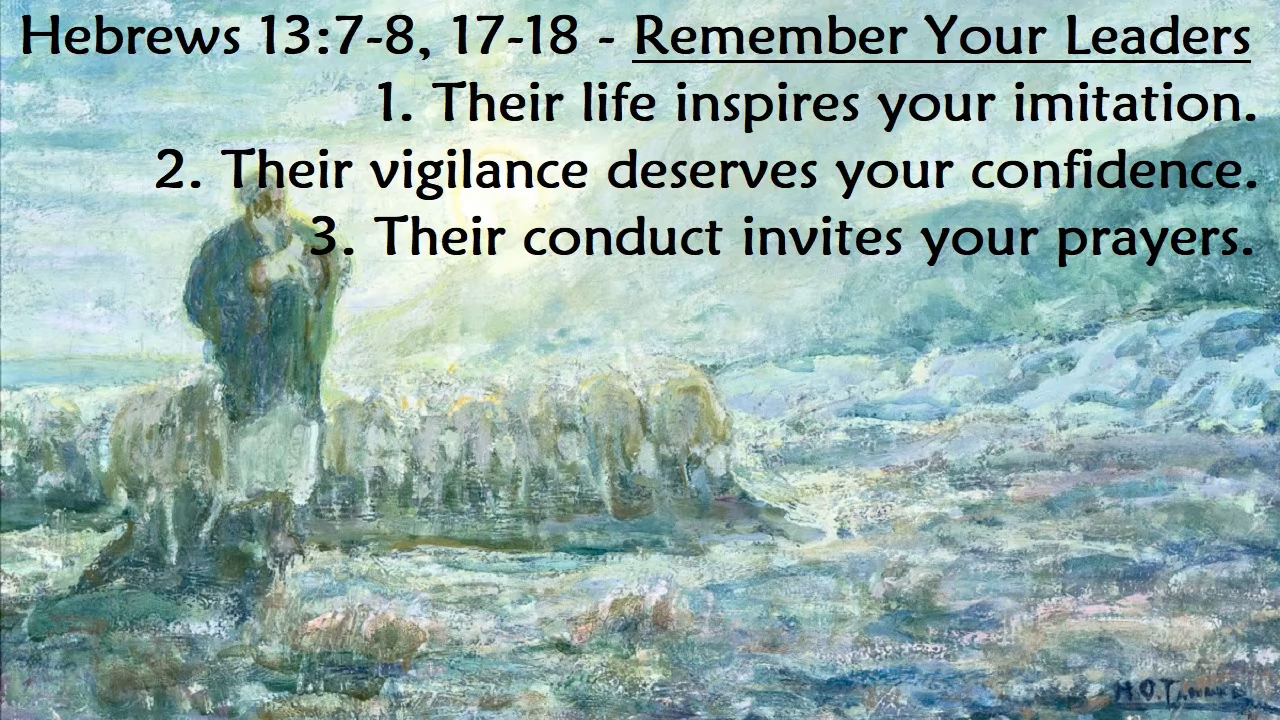 Hebrews 13:7-8, 17-18 - Remember Your Leaders
1. Their life inspires your imitation.
2. Their vigilance deserves your confidence.
3. Their conduct invites your prayers.
H.O.Tanner